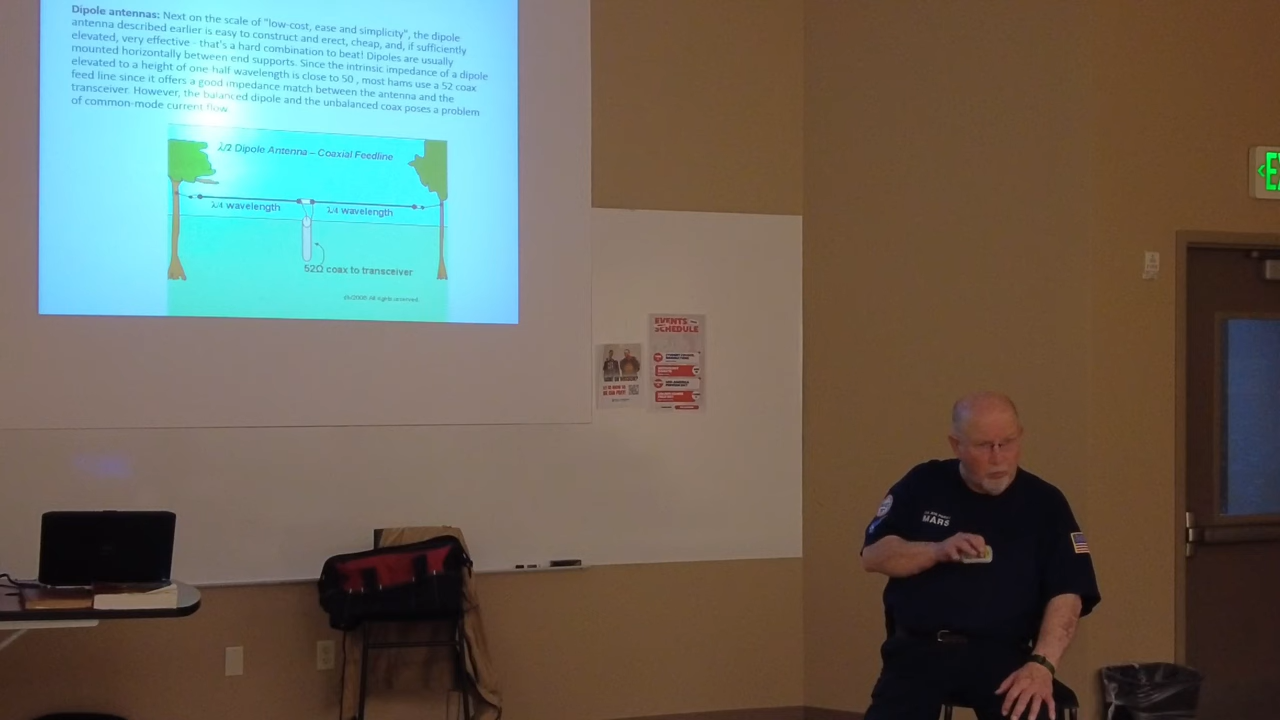 Dipole antennas: Next on the scale of "low-cost, ease and simplicity", the dipole
antenna described earlier is easy to construct and erect, cheap, and, if sufficiently
elevated, very effective - that's a hard combination to beat! Dipoles are usually
mounted horizontally between end supports. Since the intrinsic impedance of a dipole
elevated to a height of one half wavelength is close to 50 , most hams use a 52 coax
feed line since it offers a good impedance match between the antenna and the
transceiver. However, the balanced dipole and the unbalanced coax poses a problem
of common-mode current flow.
λ/2 Dipole Antenna – Coaxial Feedline
λ/4 wavelength
λ/4 wavelength
52Ω coax to transceiver
All rights reserved
EVENTS
SCHEDULE
MARS